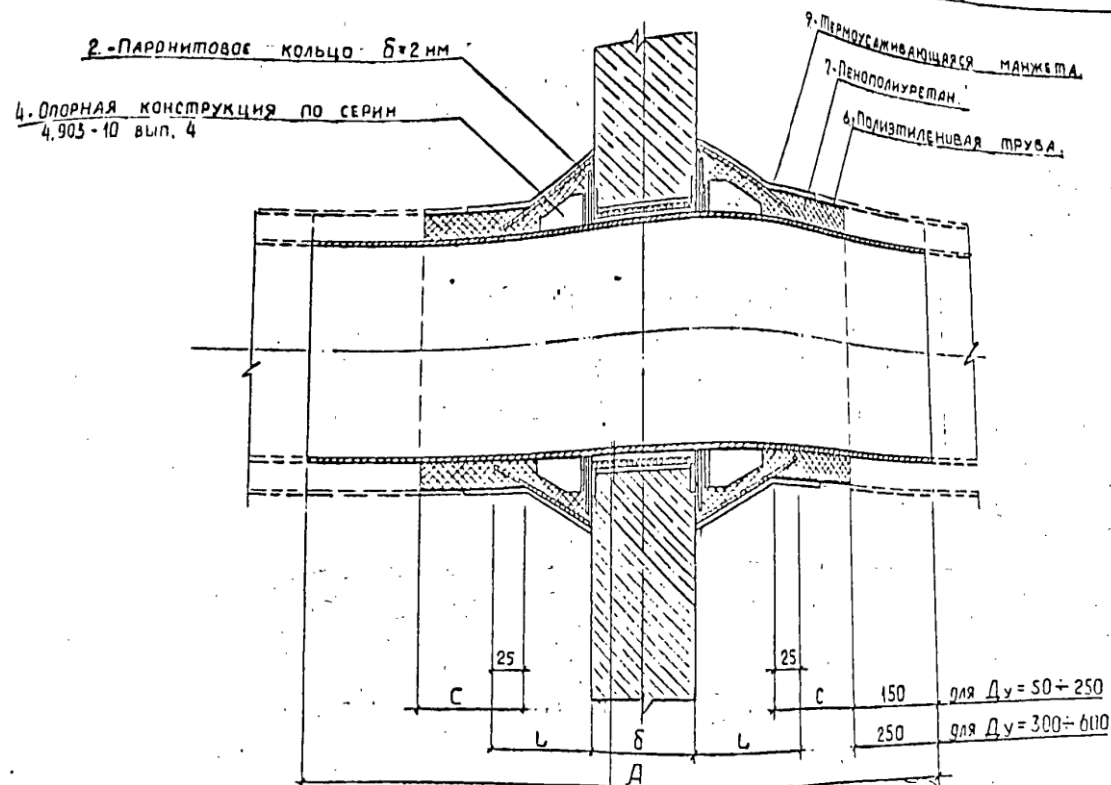 2.-ПАРОНИТОВОЕ КОЛЬЦО δ=2 мм
4. ОПОРНАЯ КОНСТРУКЦИЯ ПО СЕРИИ
4.903-10 вып. 4
9-ТЕРМОУСАЖИВАЮЩАЯСЯ МАНЖЕТА.
7-ПЕНОПОЛИУРЕТАН.
6-ПОЛИЭТИЛЕНОВАЯ ТРУБА.
25
25
С
С
150
для Ду = 50÷250
250
для Ду = 300÷600
L
δ
L
Д